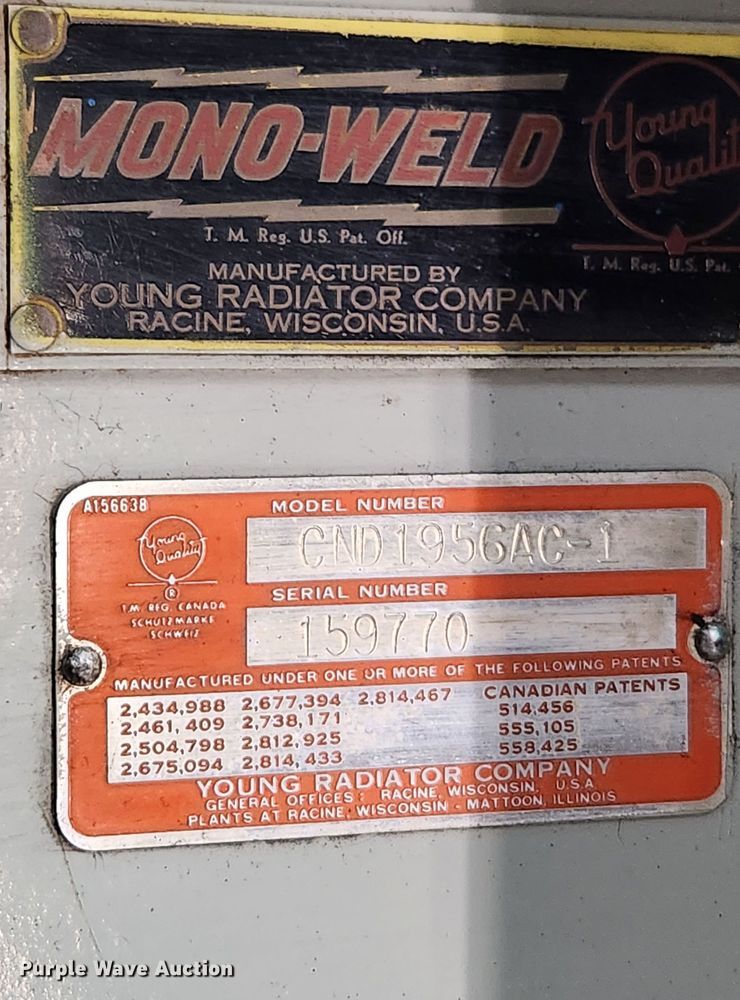 MONO-WELD
Young
Quality
T. M. Reg. U.S. Pat. Off.
T. M. Reg. U.S. Pat.
MANUFACTURED BY
YOUNG RADIATOR COMPANY
RACINE, WISCONSIN, U.S.A.
A156638
Young
Quality
®
T.M. REG. CANADA
SCHUTZMARKE
SCHWEIZ
MODEL NUMBER
CND1956AC-1
SERIAL NUMBER
159770
MANUFACTURED UNDER ONE OR MORE OF THE FOLLOWING PATENTS
2,434,988 2,677,394 2,814,467 CANADIAN PATENTS
2,461,409 2,738,171 514,456
2,504,798 2,812,925 555,105
2,675,094 2,814,433 558,425
YOUNG RADIATOR COMPANY
GENERAL OFFICES: RACINE, WISCONSIN, U.S.A.
PLANTS AT RACINE, WISCONSIN - MATTOON, ILLINOIS
Purple Wave Auction